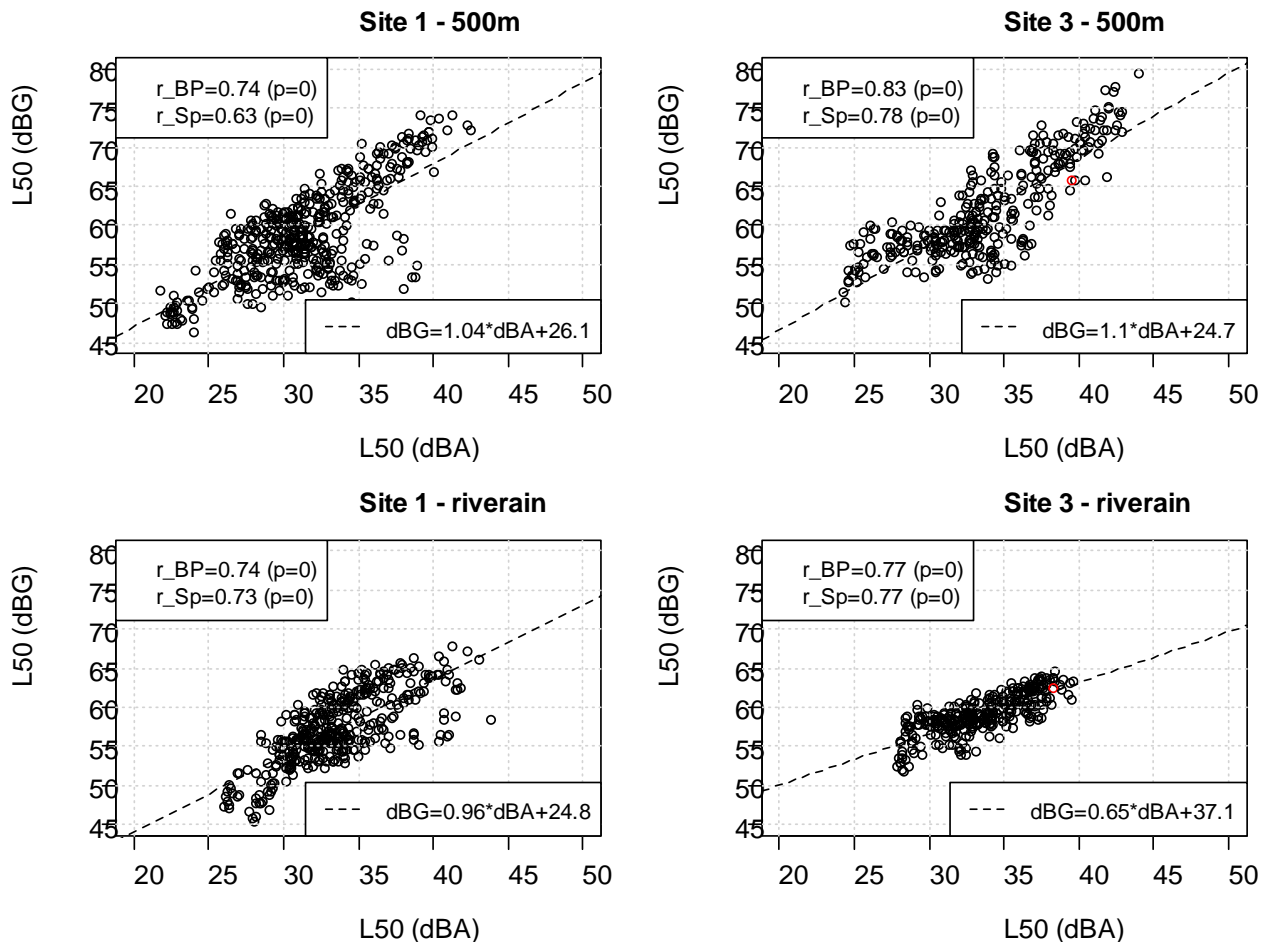 Site 1 - 500m
r_BP=0.74 (p=0)
r_Sp=0.63 (p=0)
L50 (dBG)
80
75
70
65
60
55
50
45
dBG=1.04*dBA+26.1
20 25 30 35 40 45 50
L50 (dBA)
Site 3 - 500m
r_BP=0.83 (p=0)
r_Sp=0.78 (p=0)
L50 (dBG)
80
75
70
65
60
55
50
45
dBG=1.1*dBA+24.7
20 25 30 35 40 45 50
L50 (dBA)
Site 1 - riverain
r_BP=0.74 (p=0)
r_Sp=0.73 (p=0)
L50 (dBG)
80
75
70
65
60
55
50
45
dBG=0.96*dBA+24.8
20 25 30 35 40 45 50
L50 (dBA)
Site 3 - riverain
r_BP=0.77 (p=0)
r_Sp=0.77 (p=0)
L50 (dBG)
80
75
70
65
60
55
50
45
dBG=0.65*dBA+37.1
20 25 30 35 40 45 50
L50 (dBA)